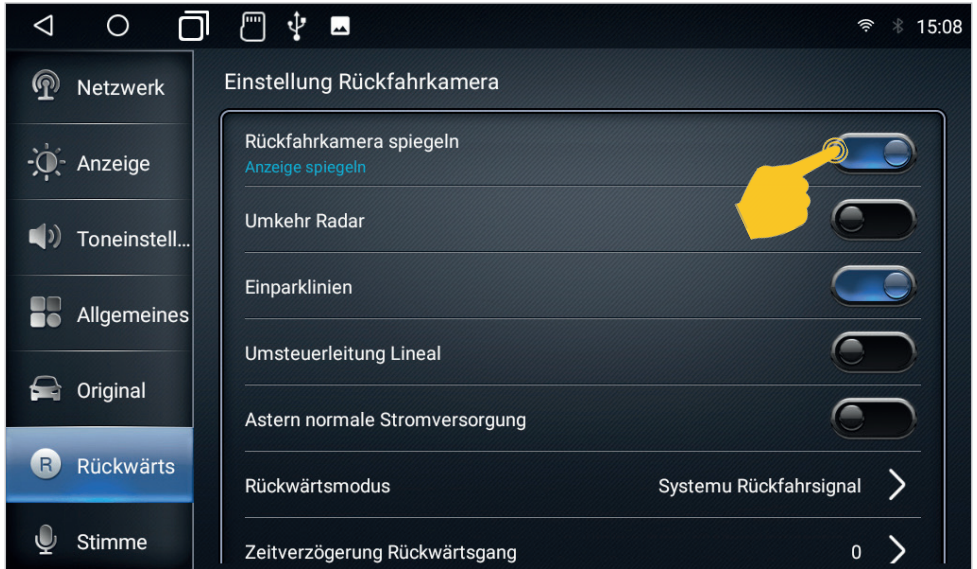 15:08
Netzwerk
Anzeige
Toneinstell...
Allgemeines
Original
R Rückwärts
Stimme
Einstellung Rückfahrkamera
Rückfahrkamera spiegeln
Anzeige spiegeln
Umkehr Radar
Einparklinien
Umsteuerleitung Lineal
Astern normale Stromversorgung
Rückwärtsmodus Systemu Rückfahrsignal
Zeitverzögerung Rückwärtsgang 0